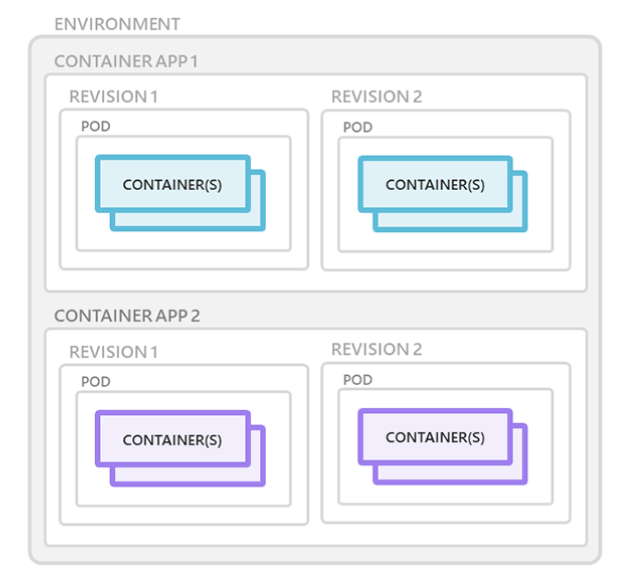 ENVIRONMENT
CONTAINER APP 1
REVISION 1
REVISION 2
POD
POD
CONTAINER(S)
CONTAINER(S)
CONTAINER APP 2
REVISION 1
REVISION 2
POD
POD
CONTAINER(S)
CONTAINER(S)